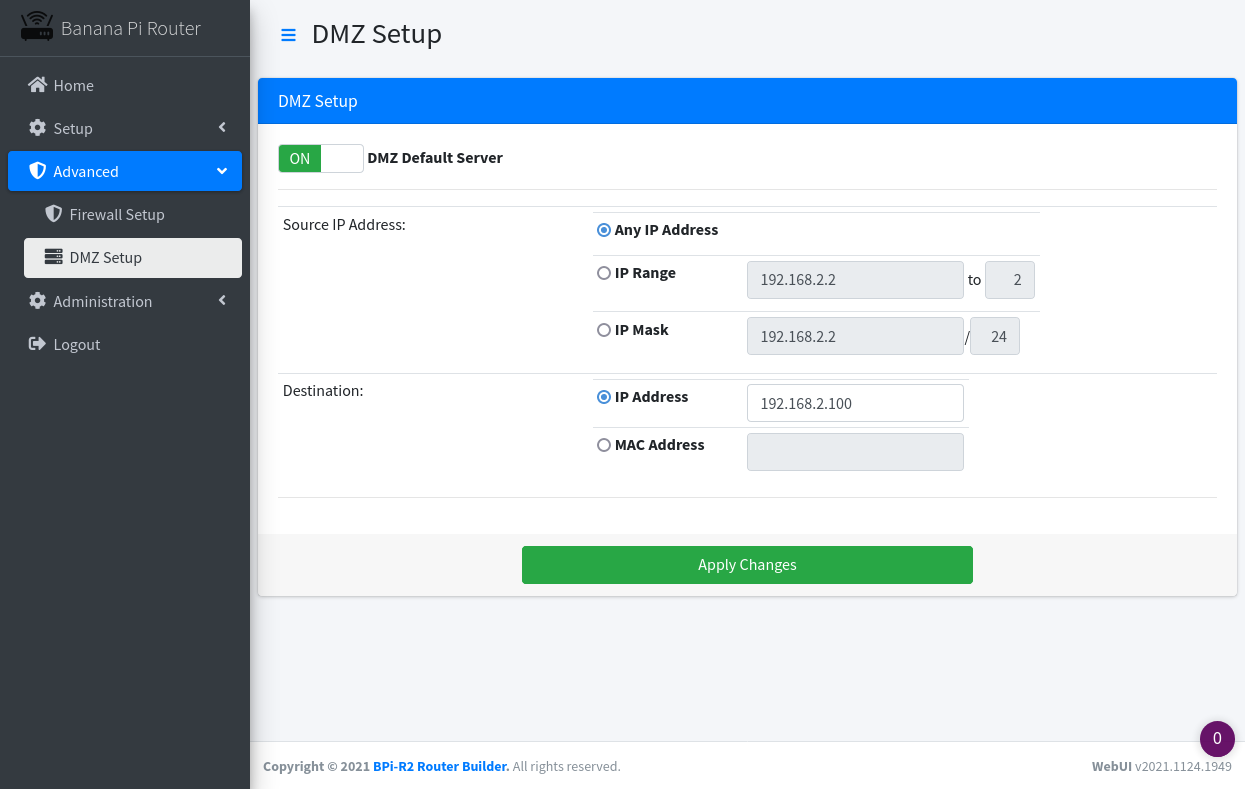 Banana Pi Router
Home
Setup
Advanced
Firewall Setup
DMZ Setup
Administration
Logout
DMZ Setup
DMZ Setup
ON DMZ Default Server
Source IP Address:
Any IP Address
IP Range 192.168.2.2 to 2
IP Mask 192.168.2.2 / 24
Destination:
IP Address 192.168.2.100
MAC Address
Apply Changes
0
Copyright © 2021 BPi-R2 Router Builder. All rights reserved.
WebUI v2021.1124.1949